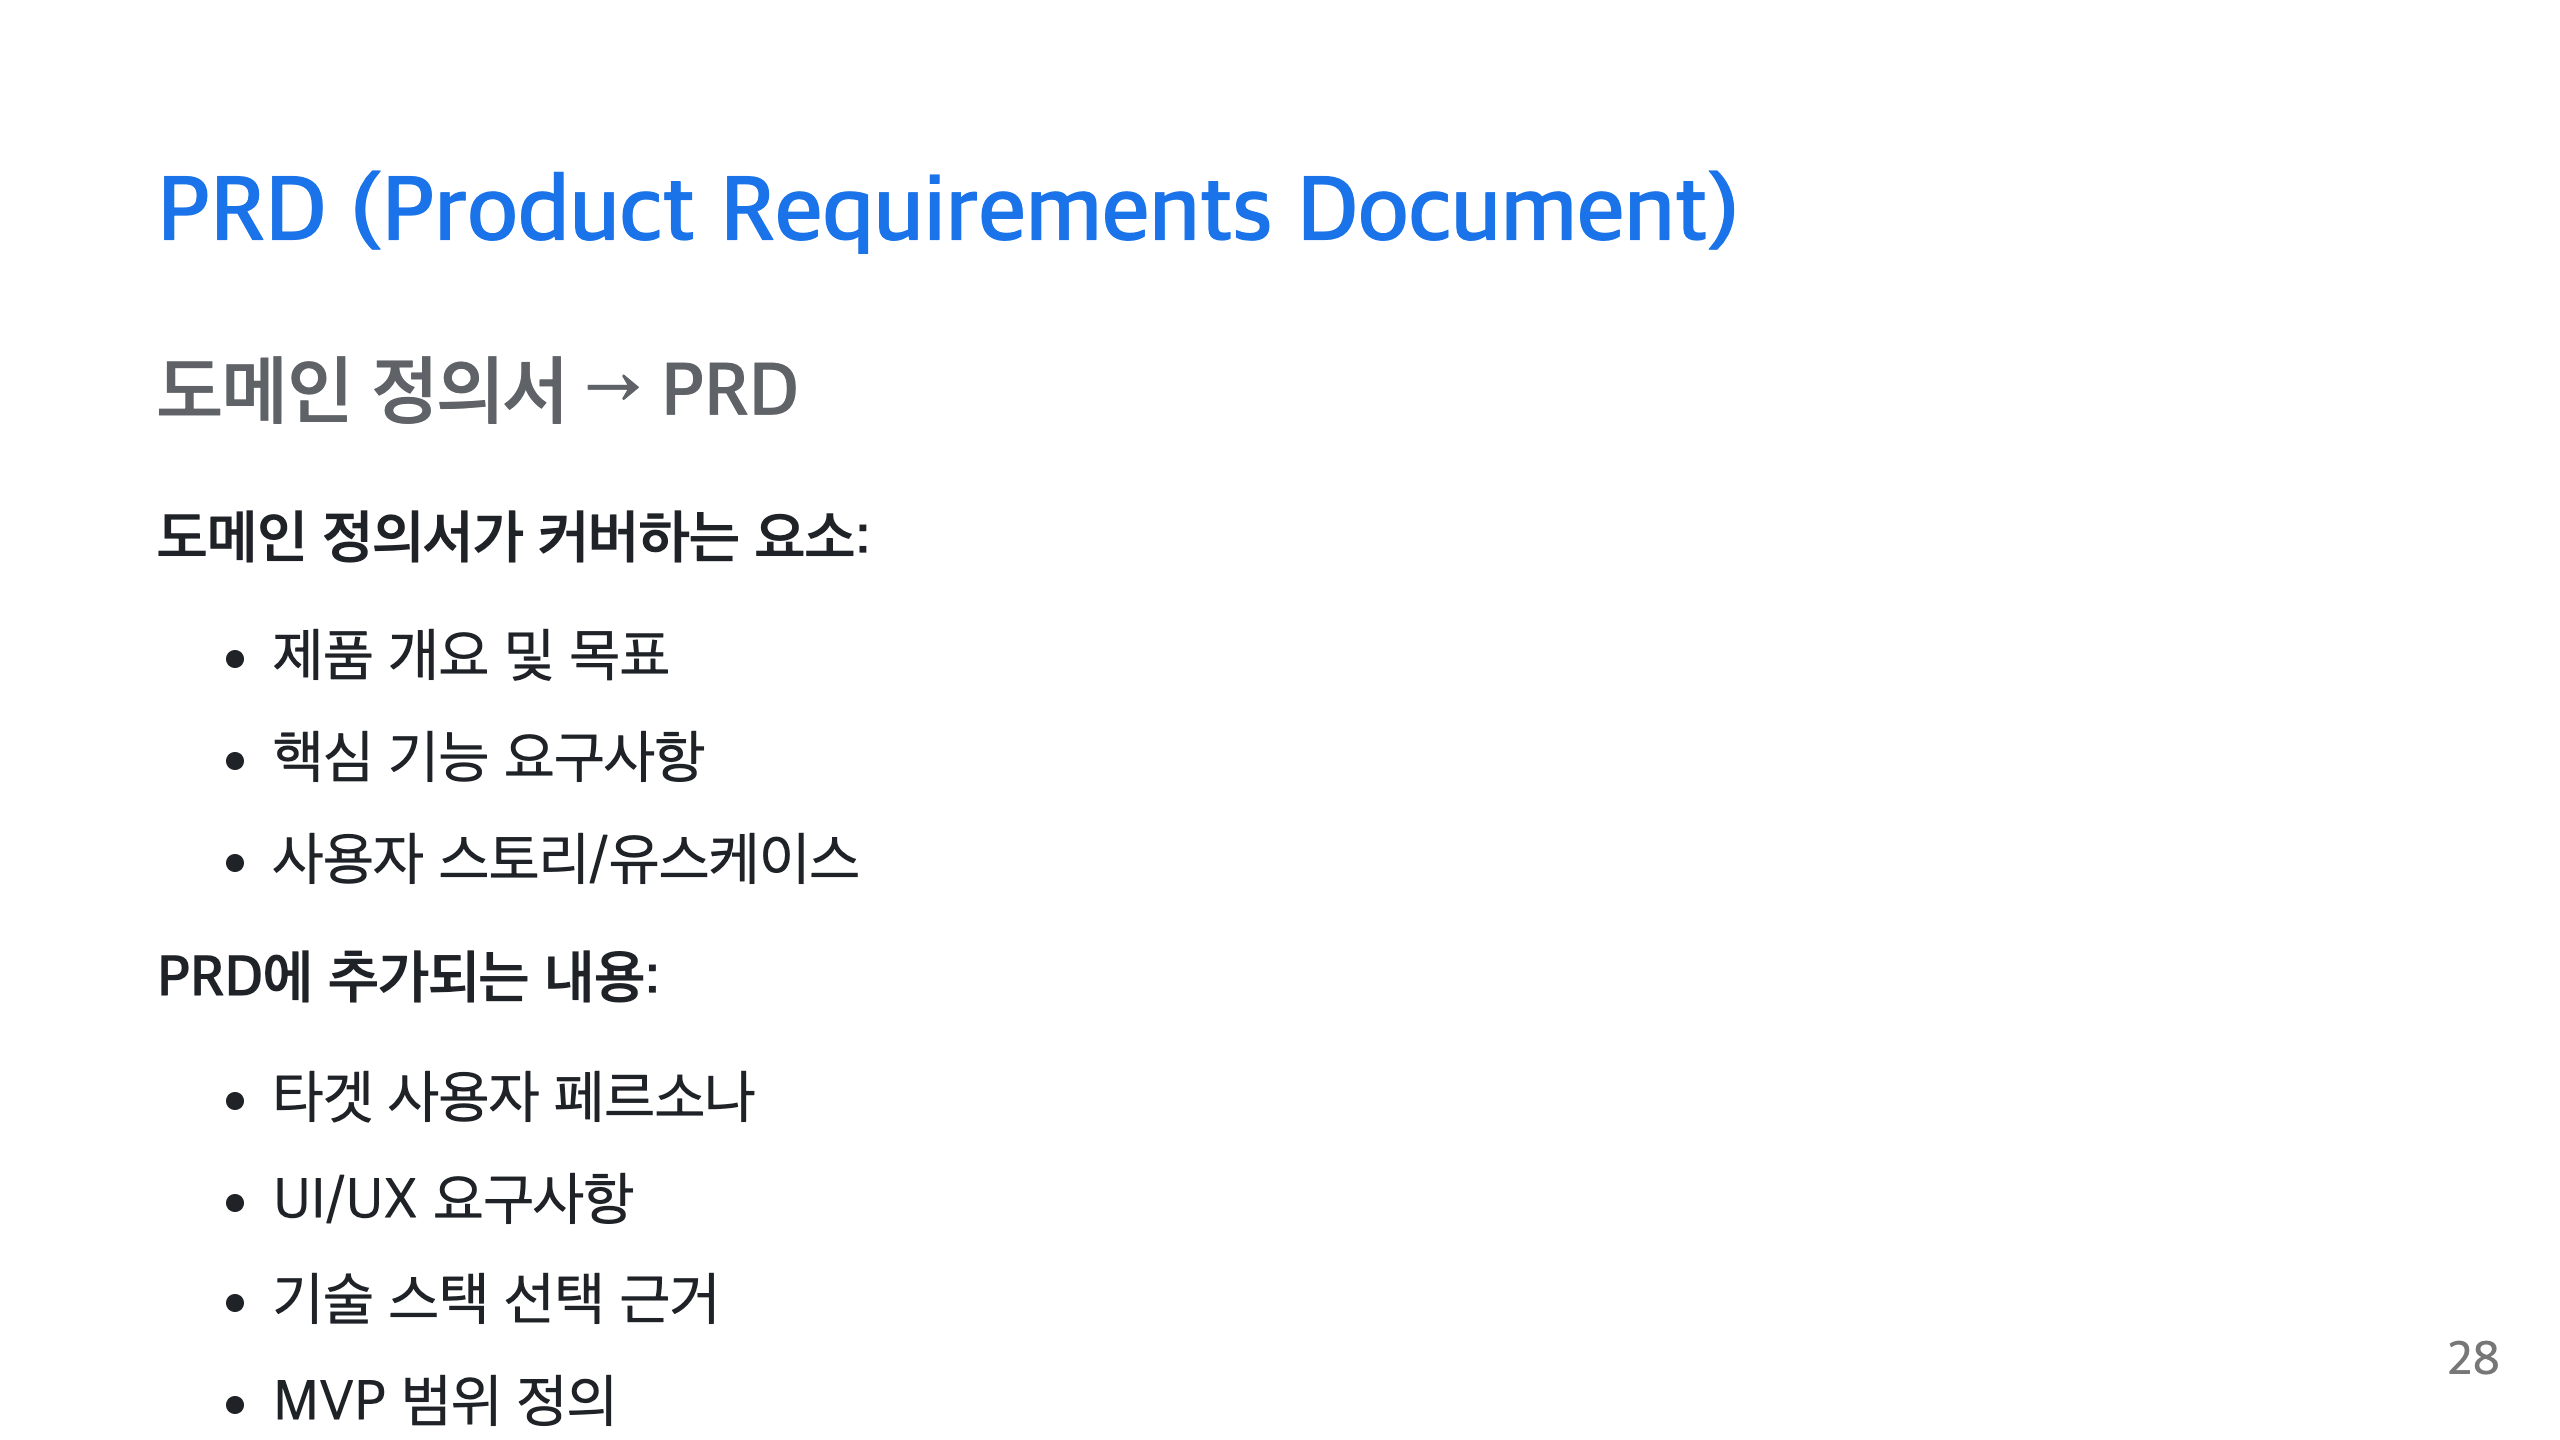 PRD (Product Requirements Document)
도메인 정의서 → PRD
도메인 정의서가 커버하는 요소:
• 제품 개요 및 목표
• 핵심 기능 요구사항
• 사용자 스토리/유스케이스
PRD에 추가되는 내용:
• 타겟 사용자 페르소나
• UI/UX 요구사항
• 기술 스택 선택 근거
• MVP 범위 정의
28